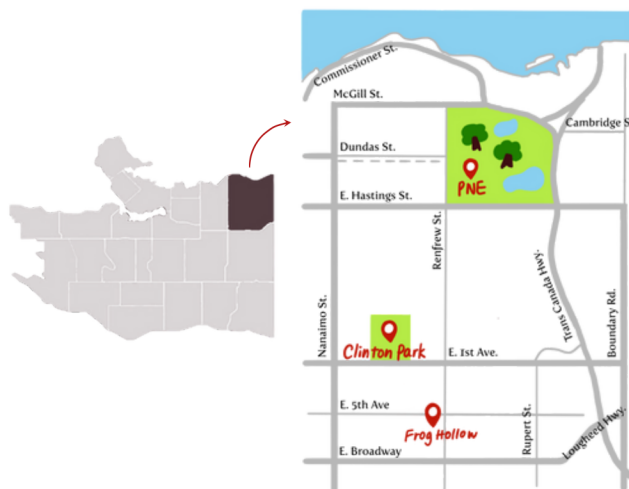 Commissioner St.
McGill St.
Cambridge S
Dundas St.
PNE
E. Hastings St.
Renfrew St.
Trans Canada Hwy.
Nanaimo St.
Boundary Rd.
Clinton Park
E. 1st Ave.
E. 5th Ave
Frog Hollow
Rupert St.
Lougheed Hwy.
E. Broadway